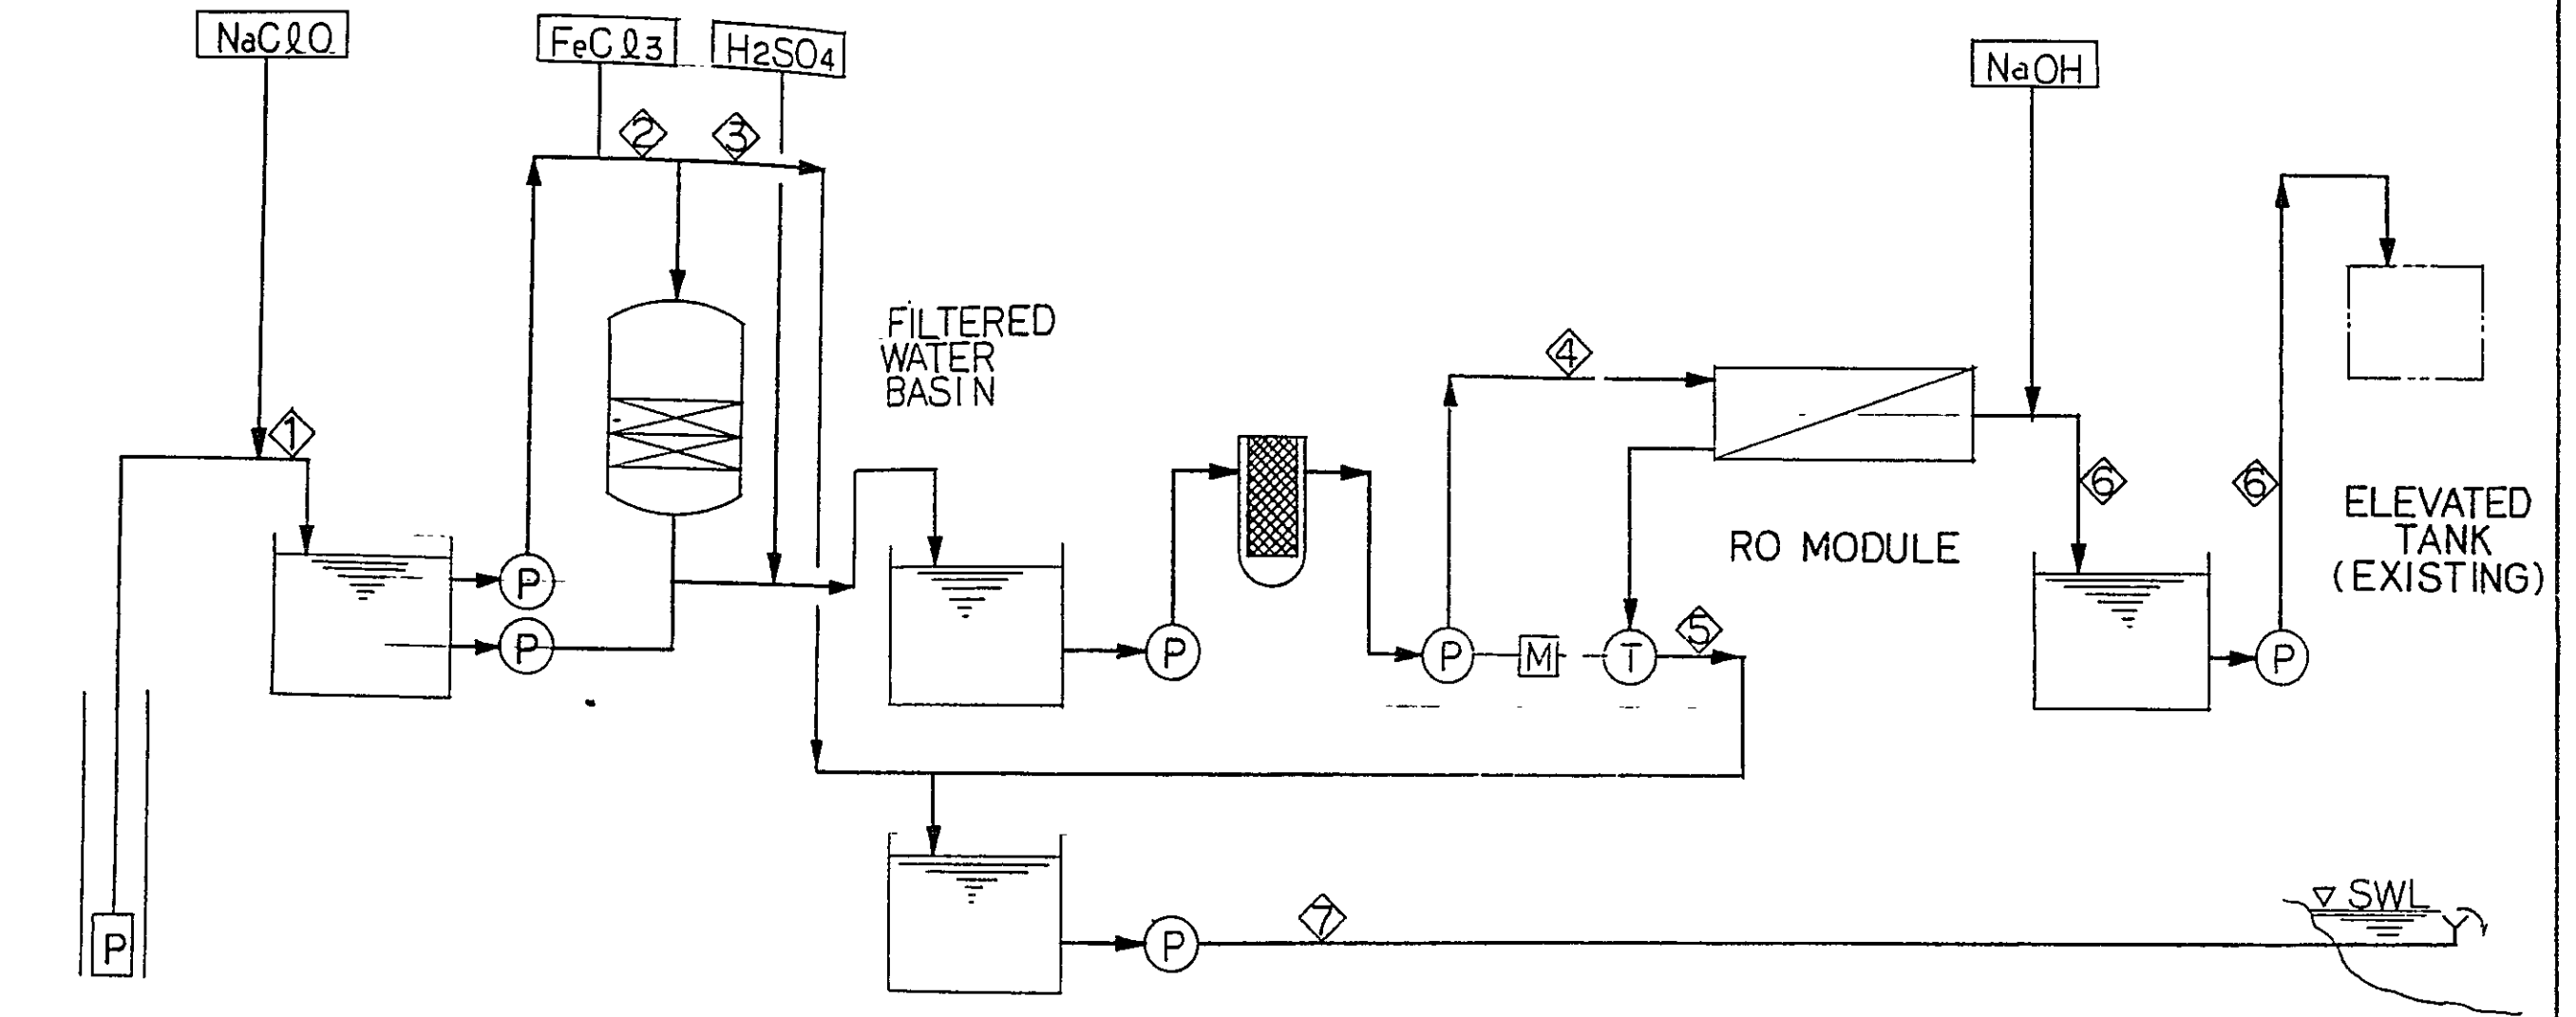 NaClO
FeCl3
H2SO4
NaOH
2
3
1
FILTERED
WATER
BASIN
4
6
6
ELEVATED
TANK
(EXISTING)
RO MODULE
P
P
P
P
M
T
5
P
P
P
7
SWL